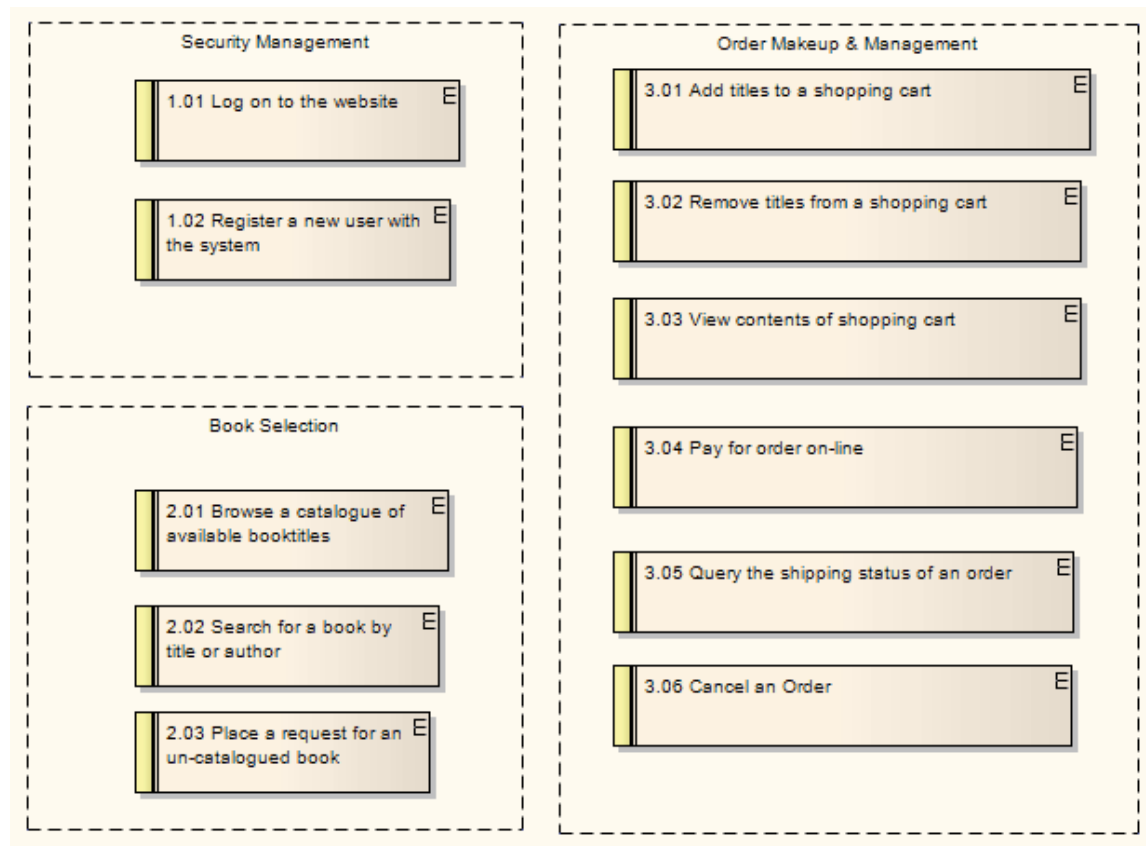 Security Management
1.01 Log on to the website
E
1.02 Register a new user with
the system
E
Book Selection
2.01 Browse a catalogue of
available booktitles
E
2.02 Search for a book by
title or author
E
2.03 Place a request for an
un-catalogued book
E
Order Makeup & Management
3.01 Add titles to a shopping cart
E
3.02 Remove titles from a shopping cart
E
3.03 View contents of shopping cart
E
3.04 Pay for order on-line
E
3.05 Query the shipping status of an order
E
3.06 Cancel an Order
E